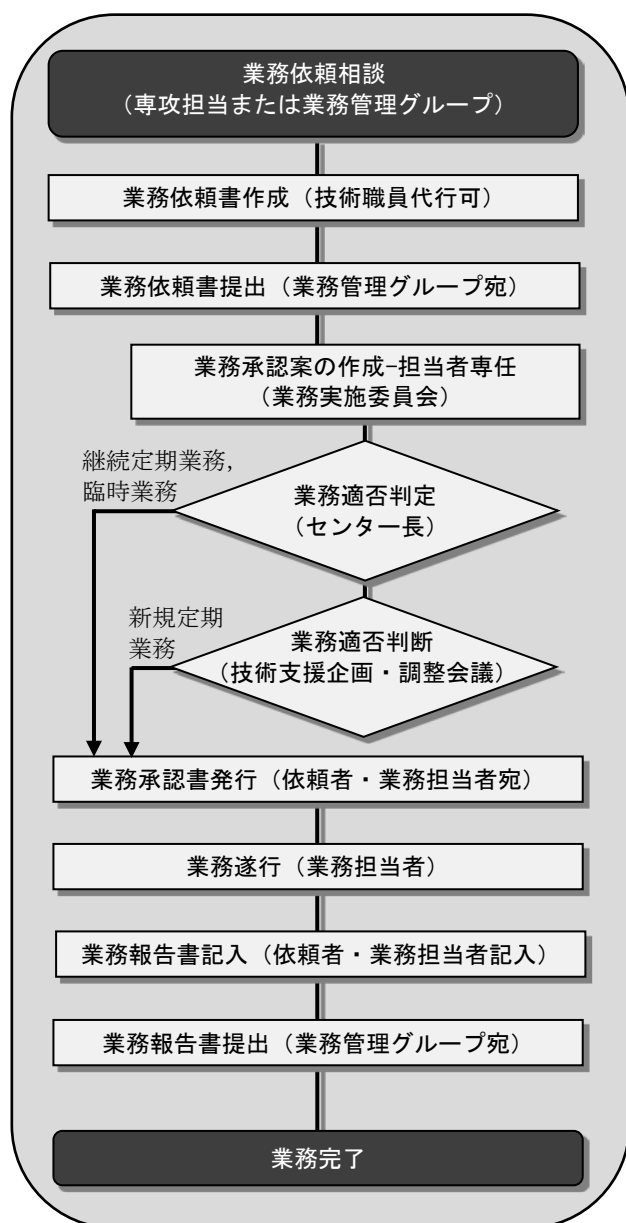 業務依頼相談
（専攻担当または業務管理グループ）
業務依頼書作成（技術職員代行可）
業務依頼書提出（業務管理グループ宛）
業務承認案の作成-担当者専任
（業務実施委員会）
継続定期業務，
臨時業務
業務適否判定
（センター長）
新規定期
業務
業務適否判断
（技術支援企画・調整会議）
業務承認書発行（依頼者・業務担当者宛）
業務遂行（業務担当者）
業務報告書記入（依頼者・業務担当者記入）
業務報告書提出（業務管理グループ宛）
業務完了